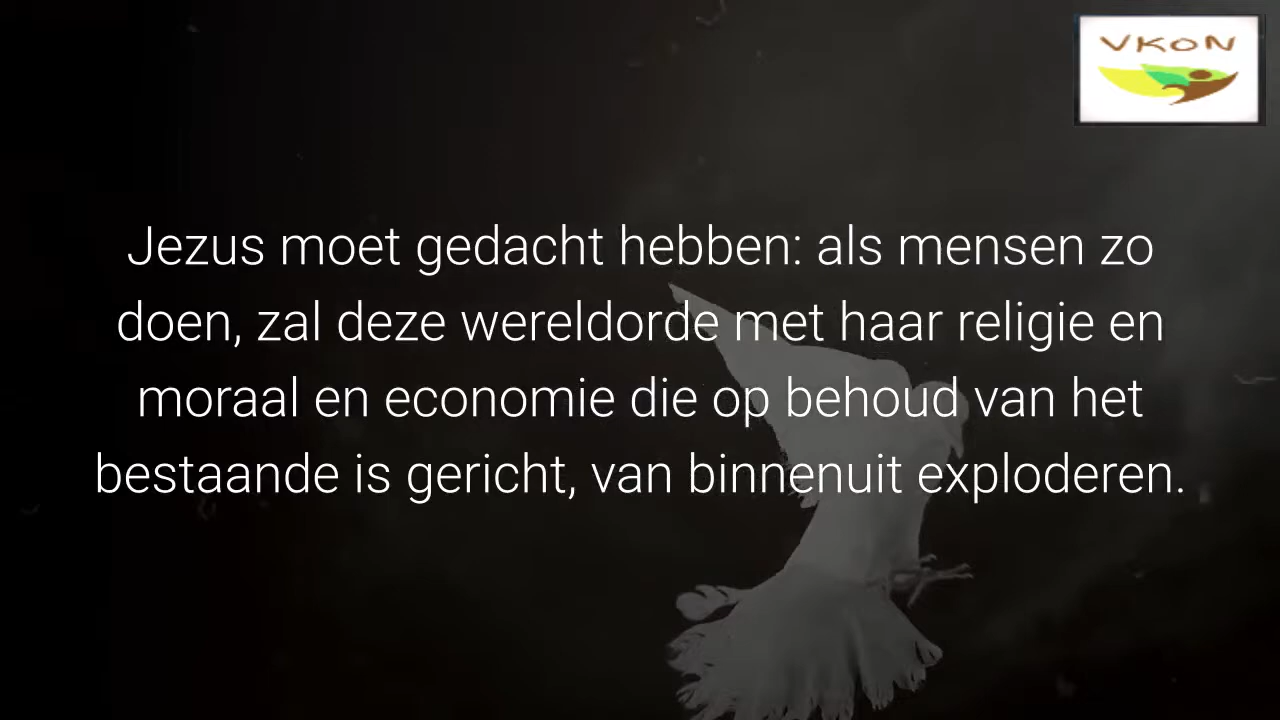 VKON
Jezus moet gedacht hebben: als mensen zo
doen, zal deze wereldorde met haar religie en
moraal en economie die op behoud van het
bestaande is gericht, van binnenuit exploderen.